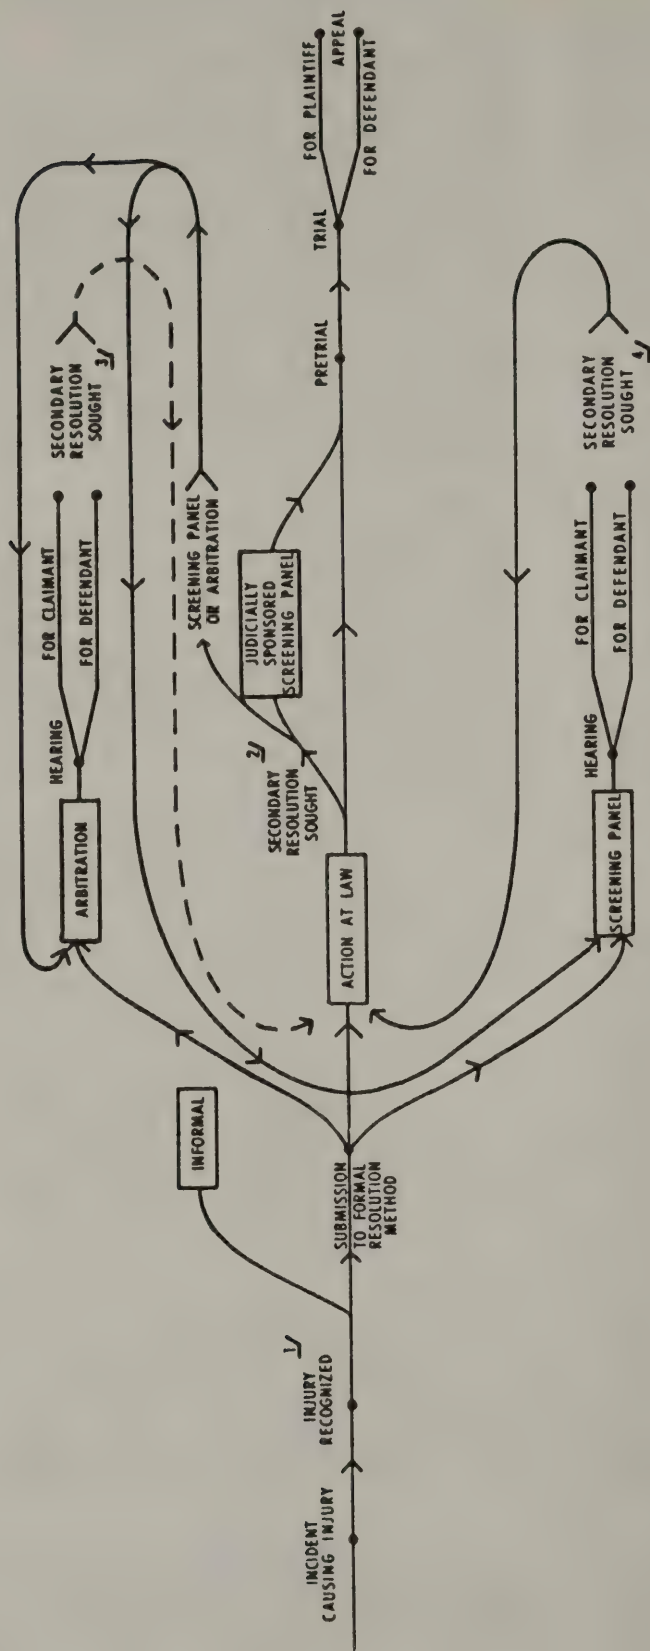 INCIDENT
CAUSING INJURY
INJURY
RECOGNIZED
1/
INFORMAL
SUBMISSION
TO FORMAL
RESOLUTION
METHOD
ARBITRATION
HEARING
FOR CLAIMANT
FOR DEFENDANT
SECONDARY
RESOLUTION
SOUGHT
3/
ACTION AT LAW
SECONDARY
RESOLUTION
SOUGHT
2/
SCREENING PANEL
OR ARBITRATION
JUDICIALLY
SPONSORED
SCREENING PANEL
PRETRIAL
TRIAL
FOR PLAINTIFF
APPEAL
FOR DEFENDANT
SCREENING PANEL
HEARING
FOR CLAIMANT
FOR DEFENDANT
SECONDARY
RESOLUTION
SOUGHT
4/